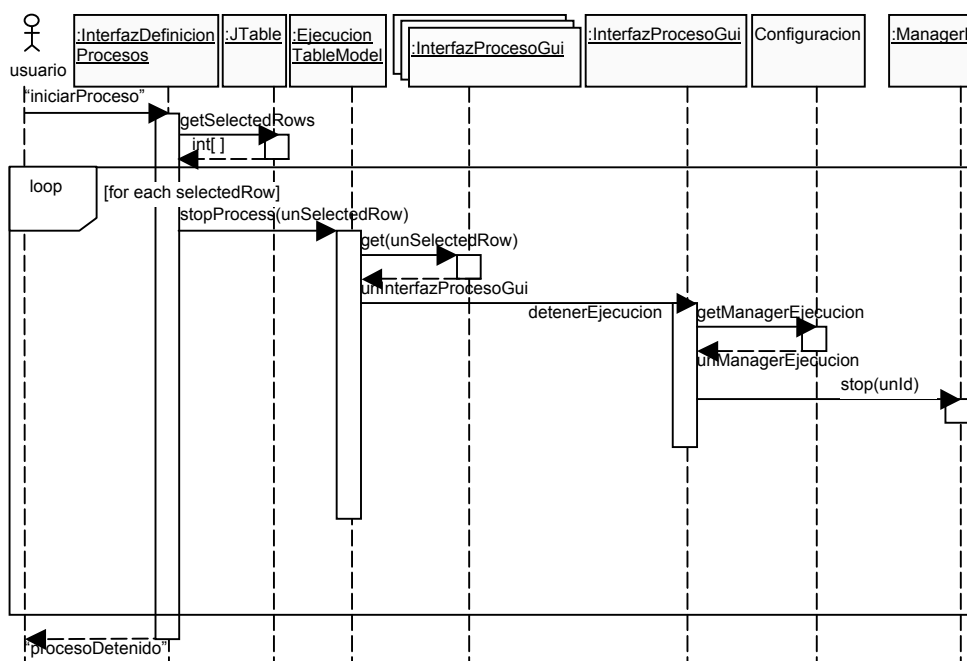 usuario
:InterfazDefinicion
Procesos
:JTable
:Ejecucion
TableModel
:InterfazProcesoGui
:InterfazProcesoGui
Configuracion
"iniciarProceso"
getSelectedRows
int[ ]
loop
[for each selectedRow]
stopProcess(unSelectedRow)
get(unSelectedRow)
unInterfazProcesoGui
detenerEjecucion
getManagerEjecucion
unManagerEjecucion
stop(unId)
"procesoDetenido"